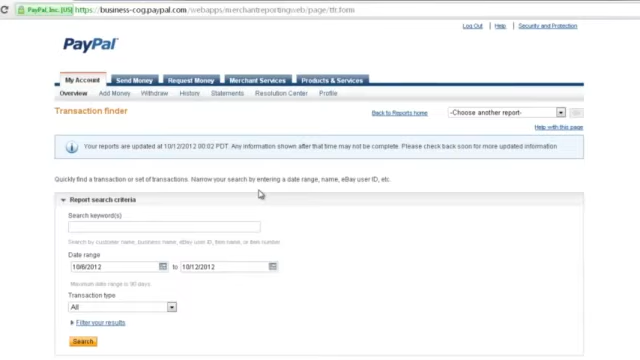 PayPal, Inc. [US] https://business-cog.paypal.com/webapps/merchantreportingweb/page/tfr.form
Log Out Help Security and Protection
PayPal
My Account Send Money Request Money Merchant Services Products & Services
Overview Add Money Withdraw History Statements Resolution Center Profile
Transaction finder Back to Reports home -Choose another report-
Help with this page
Your reports are updated at 10/12/2012 00:02 PDT. Any information shown after that time may not be complete. Please check back soon for more updated information
Quickly find a transaction or set of transactions. Narrow your search by entering a date range, name, eBay user ID, etc.
Report search criteria
Search keyword(s)
Search by customer name, business name, eBay user ID, item name, or item number.
Date range
10/6/2012 to 10/12/2012
Maximum date range is 90 days.
Transaction type
All
Filter your results
Search